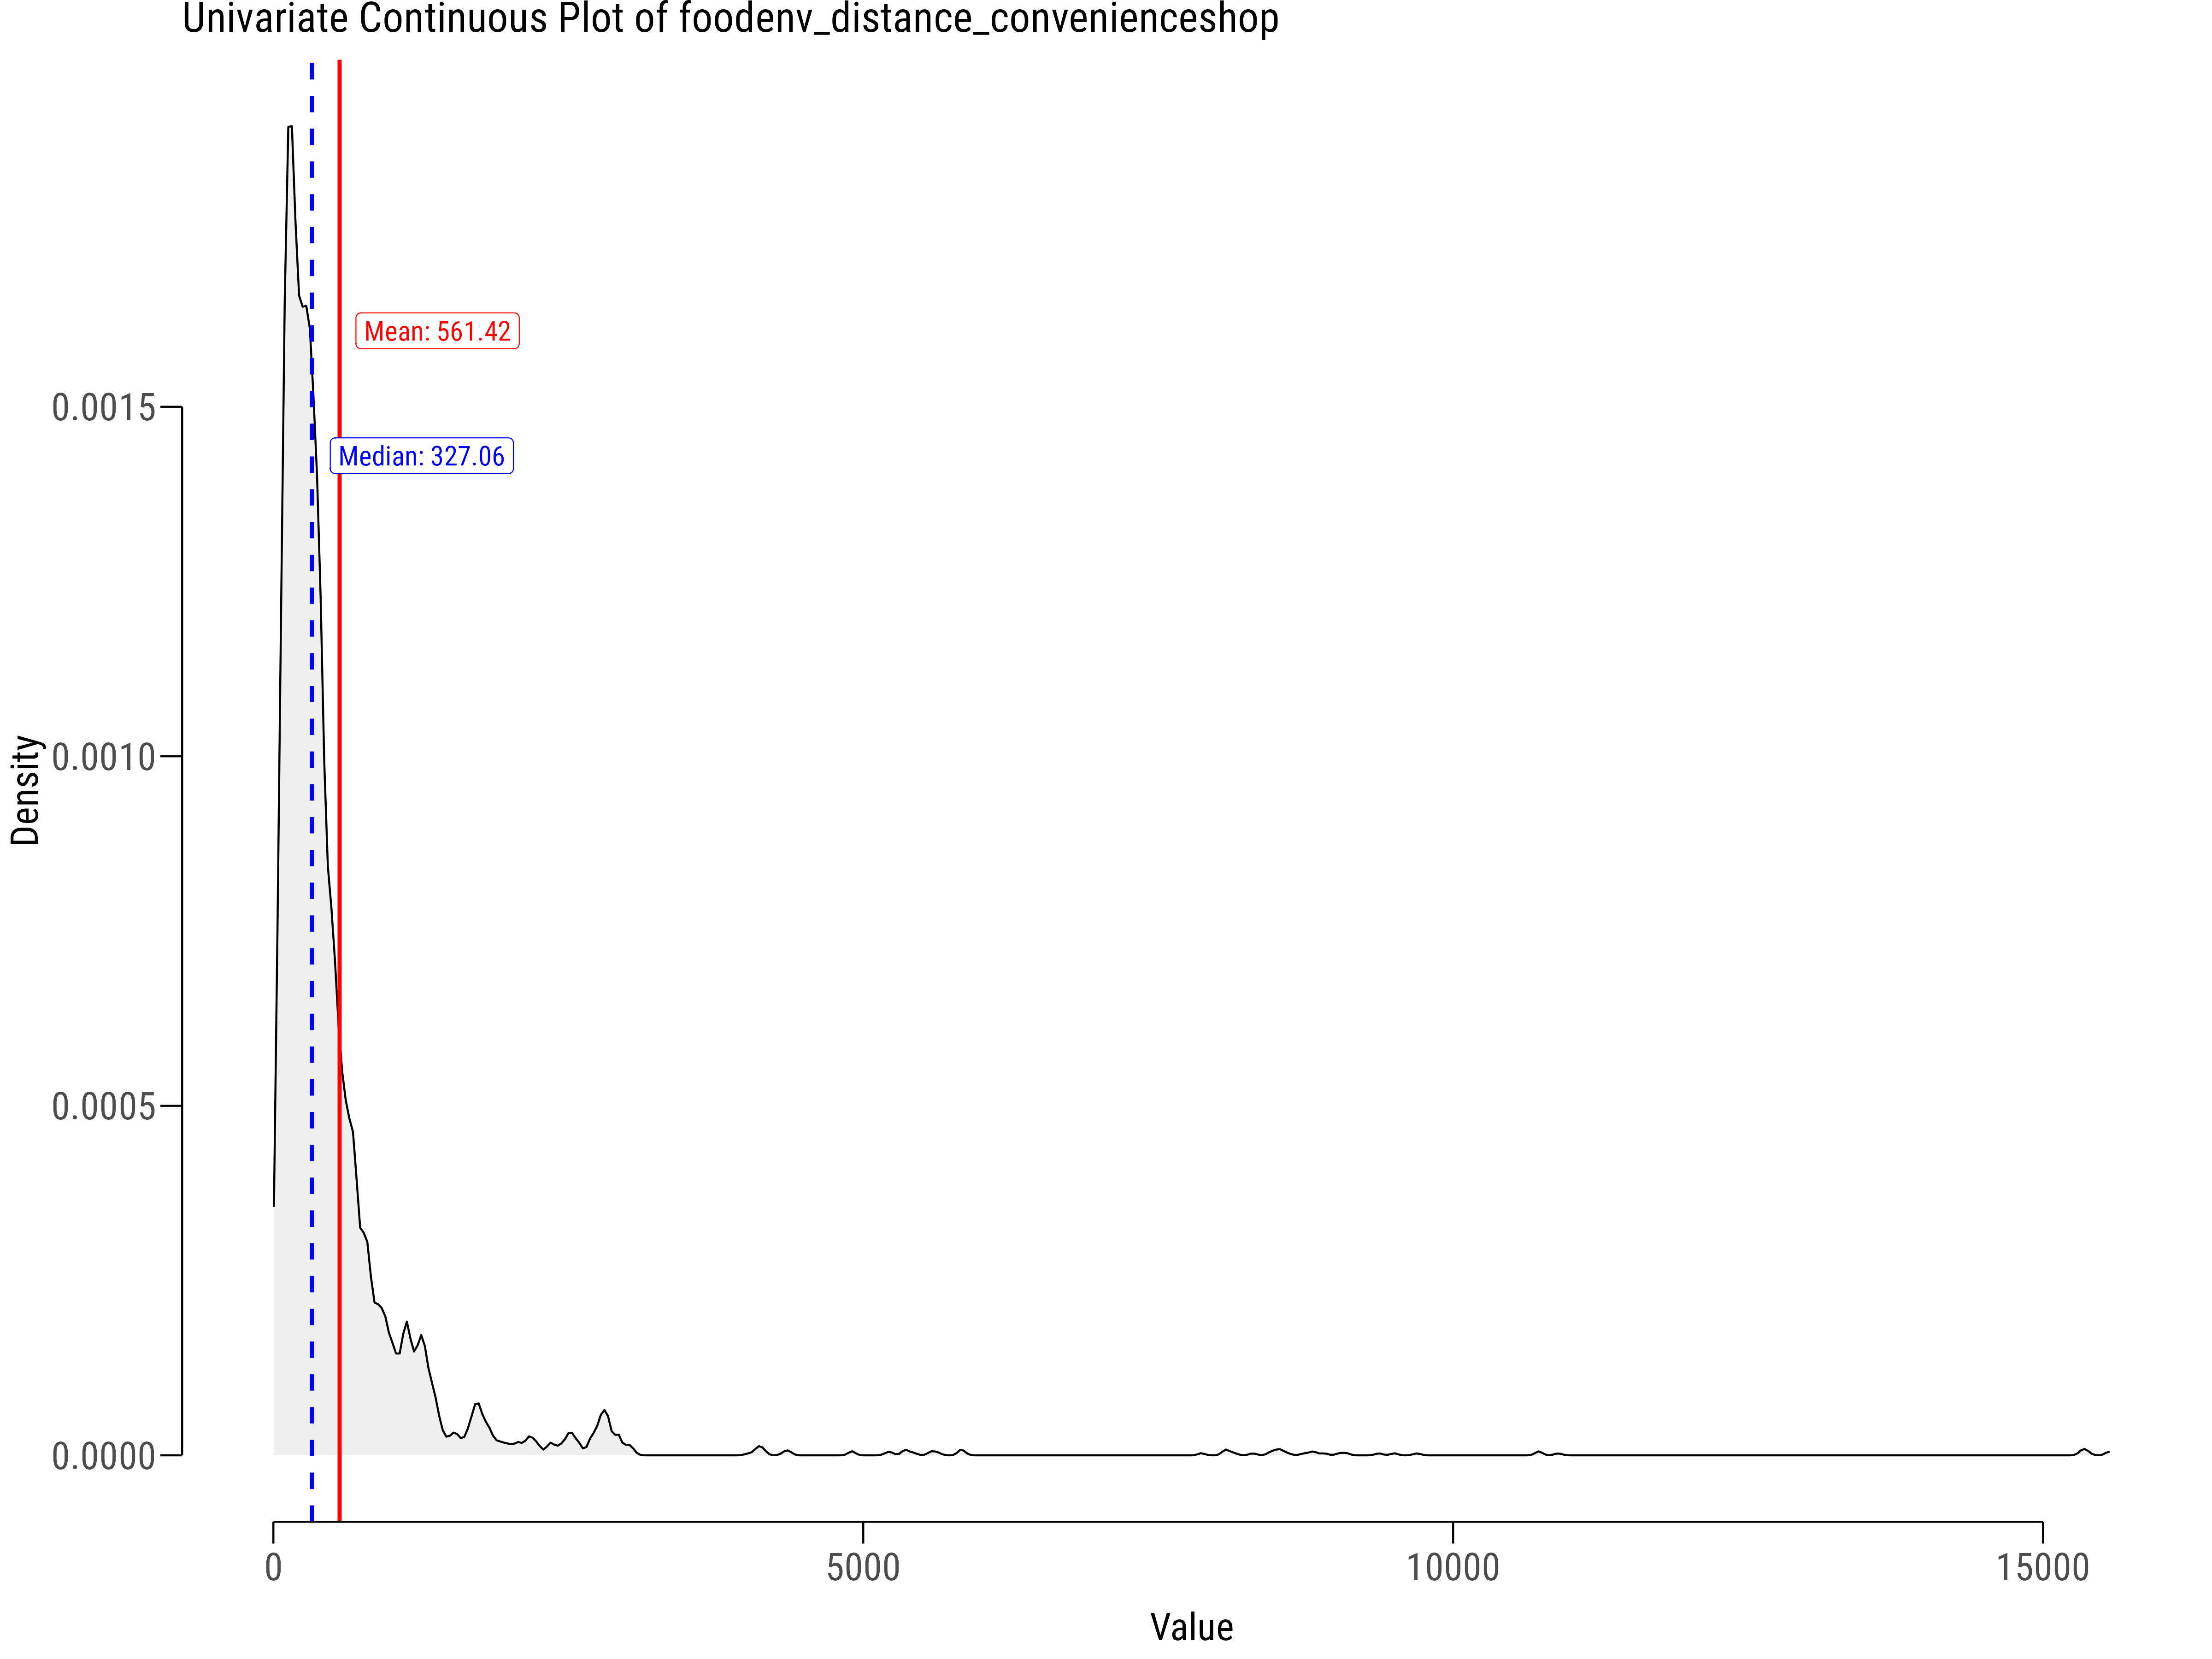 Univariate Continuous Plot of foodenv_distance_convenienceshop
Mean: 561.42
Median: 327.06
0.0015
0.0010
0.0005
0.0000
Density
0
5000
10000
15000
Value